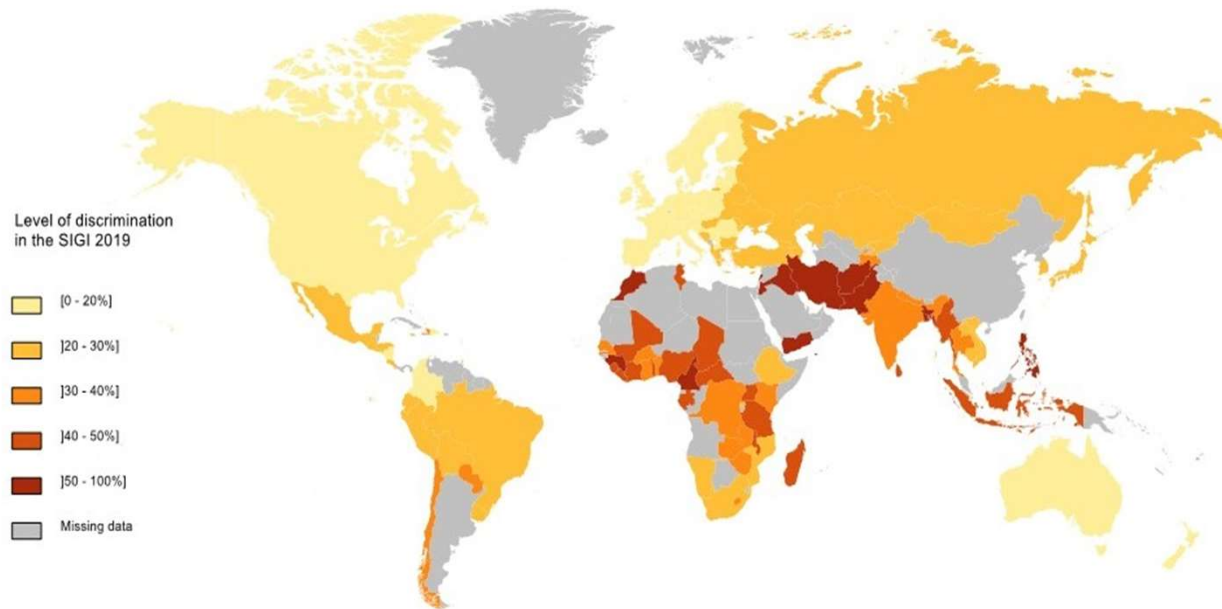 Level of discrimination
in the SIGI 2019
[0 - 20%]
]20 - 30%]
]30 - 40%]
]40 - 50%]
]50 - 100%]
Missing data